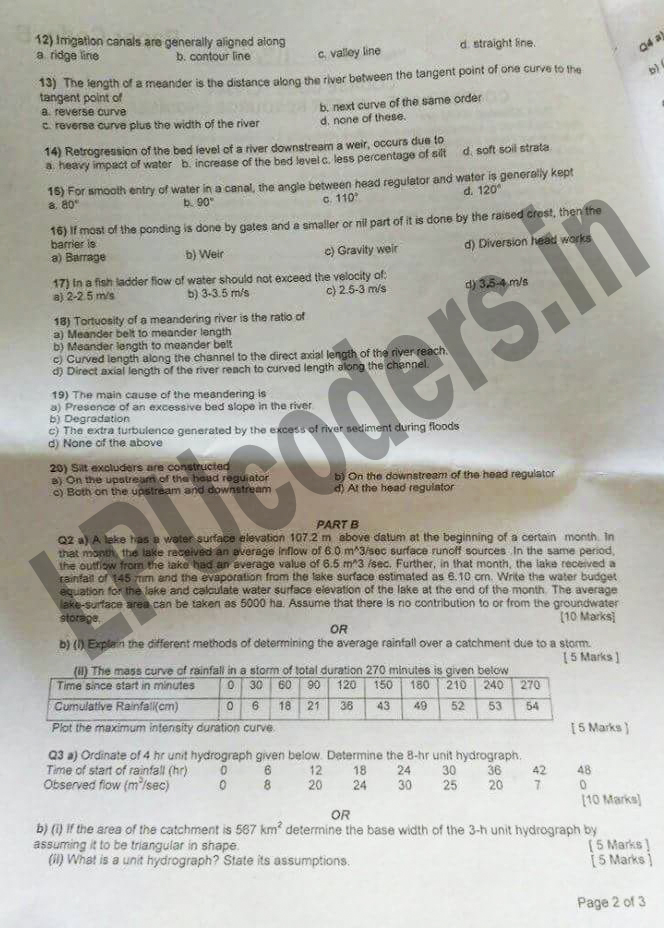 12) Irrigation canals are generally aligned along
a. ridge line b. contour line c. valley line d. straight line.
13) The length of a meander is the distance along the river between the tangent point of one curve to the
tangent point of
a. reverse curve b. next curve of the same order
c. reverse curve plus the width of the river d. none of these.
14) Retrogression of the bed level of a river downstream a weir, occurs due to
a. heavy impact of water b. increase of the bed level c. less percentage of silt d. soft soil strata
15) For smooth entry of water in a canal, the angle between head regulator and water is generally kept
a. 80° b. 90° c. 110° d. 120°
16) If most of the ponding is done by gates and a smaller or nil part of it is done by the raised crest, then the
barrier is
a) Barrage b) Weir c) Gravity weir d) Diversion head works
17) In a fish ladder flow of water should not exceed the velocity of:
a) 2-2.5 m/s b) 3-3.5 m/s c) 2.5-3 m/s d) 3.5-4 m/s
18) Tortuosity of a meandering river is the ratio of
a) Meander belt to meander length
b) Meander length to meander belt
c) Curved length along the channel to the direct axial length of the river reach.
d) Direct axial length of the river reach to curved length along the channel.
19) The main cause of the meandering is
a) Presence of an excessive bed slope in the river
b) Degradation
c) The extra turbulence generated by the excess of river sediment during floods
d) None of the above
20) Silt excluders are constructed
a) On the upstream of the head regulator b) On the downstream of the head regulator
c) Both on the upstream and downstream d) At the head regulator
PART B
Q2 a) A lake has a water surface elevation 107.2 m above datum at the beginning of a certain month. In
that month, the lake received an average inflow of 6.0 m^3/sec surface runoff sources .In the same period,
the outflow from the lake had an average value of 6.5 m^3 /sec. Further, in that month, the lake received a
rainfall of 145 mm and the evaporation from the lake surface estimated as 6.10 cm. Write the water budget
equation for the lake and calculate water surface elevation of the lake at the end of the month. The average
lake-surface area can be taken as 5000 ha. Assume that there is no contribution to or from the groundwater
storage. [10 Marks]
OR
b) (i) Explain the different methods of determining the average rainfall over a catchment due to a storm.
[ 5 Marks ]
(ii) The mass curve of rainfall in a storm of total duration 270 minutes is given below
Time since start in minutes 0 30 60 90 120 150 180 210 240 270
Cumulative Rainfall(cm) 0 6 18 21 36 43 49 52 53 54
Plot the maximum intensity duration curve. [ 5 Marks ]
Q3 a) Ordinate of 4 hr unit hydrograph given below. Determine the 8-hr unit hydrograph.
Time of start of rainfall (hr) 0 6 12 18 24 30 36 42 48
Observed flow (m³/sec) 0 8 20 24 30 25 20 7 0
[10 Marks]
OR
b) (i) If the area of the catchment is 567 km² determine the base width of the 3-h unit hydrograph by
assuming it to be triangular in shape. [ 5 Marks ]
(ii) What is a unit hydrograph? State its assumptions. [ 5 Marks ]
Page 2 of 3
Q4 a)
b) (
LPUcoders.in